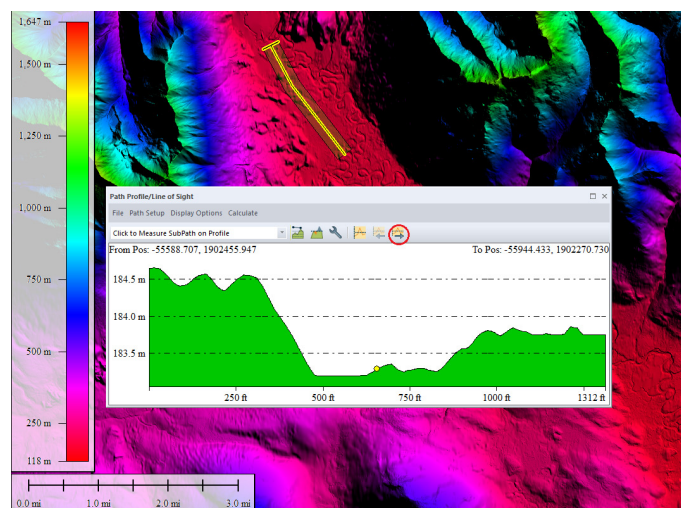 1,647 m
1,500 m
1,250 m
1,000 m
750 m
500 m
250 m
118 m
0.0 mi 1.0 mi 2.0 mi 3.0 mi
Path Profile/Line of Sight
File Path Setup Display Options Calculate
Click to Measure SubPath on Profile
From Pos: -55588.707, 1902455.947 To Pos: -55944.433, 1902270.730
184.5 m
184.0 m
183.5 m
250 ft 500 ft 750 ft 1000 ft 1312 ft